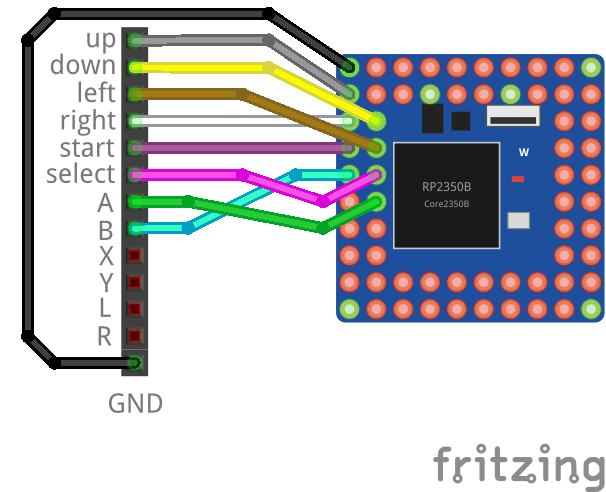 up
down
left
right
start
select
A
B
X
Y
L
R
GND
W
RP2350B
Core2350B
fritzing